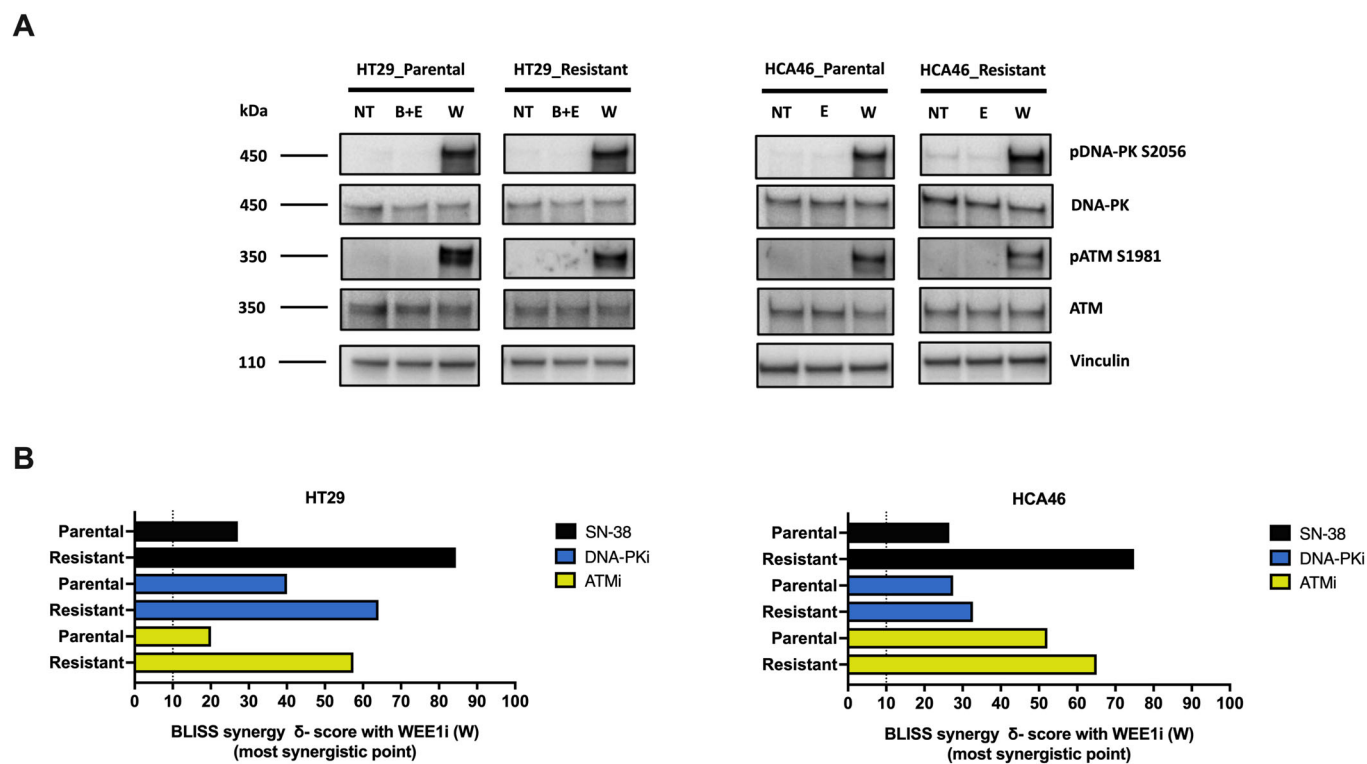 A
HT29_Parental HT29_Resistant HCA46_Parental HCA46_Resistant
kDa NT B+E W NT B+E W NT E W NT E W
450 pDNA-PK S2056
450 DNA-PK
350 pATM S1981
350 ATM
110 Vinculin
B
HT29
Parental
Resistant
Parental
Resistant
Parental
Resistant
0 10 20 30 40 50 60 70 80 90 100
BLISS synergy δ- score with WEE1i (W)
(most synergistic point)
SN-38
DNA-PKi
ATMi
HCA46
Parental
Resistant
Parental
Resistant
Parental
Resistant
0 10 20 30 40 50 60 70 80 90 100
BLISS synergy δ- score with WEE1i (W)
(most synergistic point)
SN-38
DNA-PKi
ATMi